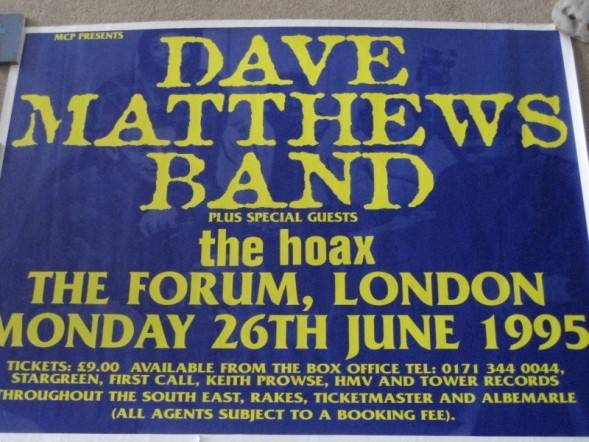 MCP PRESENTS
DAVE
MATTHEWS
BAND
PLUS SPECIAL GUESTS
the hoax
THE FORUM, LONDON
MONDAY 26TH JUNE 1995
TICKETS: £9.00 AVAILABLE FROM THE BOX OFFICE TEL: 0171 344 0044,
STARGREEN, FIRST CALL, KEITH PROWSE, HMV AND TOWER RECORDS
THROUGHOUT THE SOUTH EAST, RAKES, TICKETMASTER AND ALBEMARLE
(ALL AGENTS SUBJECT TO A BOOKING FEE).